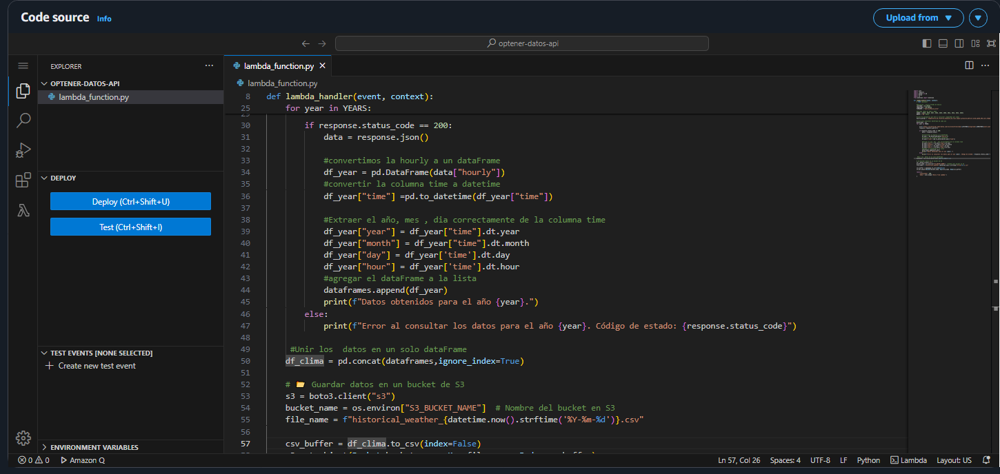 Code source Info
Upload from
optener-datos-api
EXPLORER
OPTENER-DATOS-API
lambda_function.py
DEPLOY
Deploy (Ctrl+Shift+U)
Test (Ctrl+Shift+I)
TEST EVENTS [NONE SELECTED]
Create new test event
ENVIRONMENT VARIABLES
lambda_function.py
lambda_function.py
8 def lambda_handler(event, context):
25 for year in YEARS:
30 if response.status_code == 200:
31 data = response.json()
32
33 #convertimos la hourly a un dataFrame
34 df_year = pd.DataFrame(data["hourly"])
35 #convertir la columna time a datetime
36 df_year["time"] =pd.to_datetime(df_year["time"])
37
38 #Extraer el año, mes , dia correctamente de la columna time
39 df_year["year"] = df_year["time"].dt.year
40 df_year["month"] = df_year["time"].dt.month
41 df_year["day"] = df_year['time'].dt.day
42 df_year["hour"] = df_year['time'].dt.hour
43 #agregar el dataFrame a la lista
44 dataframes.append(df_year)
45 print(f"Datos obtenidos para el año {year}.")
46 else:
47 print(f"Error al consultar los datos para el año {year}. Código de estado: {response.status_code}")
48
49 #Unir los  datos en un solo dataFrame
50 df_clima = pd.concat(dataframes,ignore_index=True)
51
52 # 📂 Guardar datos en un bucket de S3
53 s3 = boto3.client("s3")
54 bucket_name = os.environ["S3_BUCKET_NAME"]  # Nombre del bucket en S3
55 file_name = f"historical_weather_{datetime.now().strftime('%Y-%m-%d')}.csv"
56
57 csv_buffer = df_clima.to_csv(index=False)
0 0 Amazon Q
Ln 57, Col 26 Spaces: 4 UTF-8 LF Python Lambda Layout: US